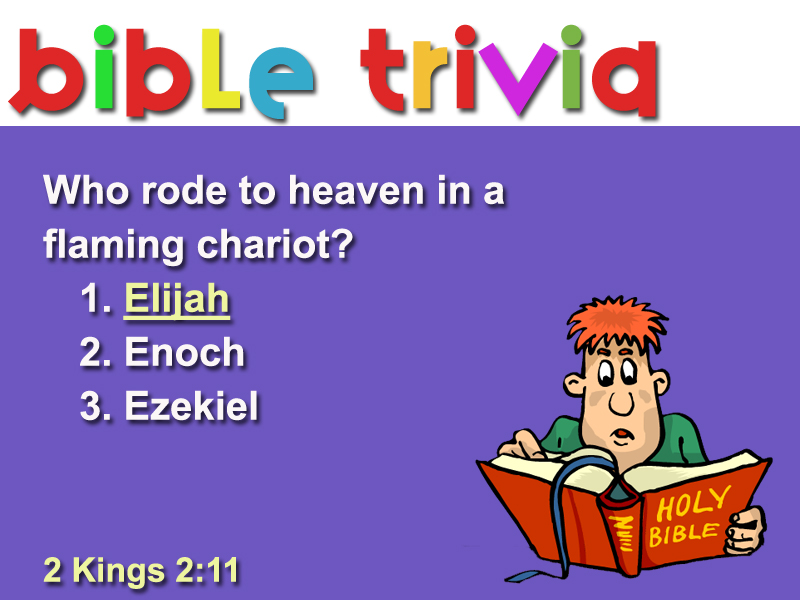 bible trivia
Who rode to heaven in a
flaming chariot?
1. Elijah
2. Enoch
3. Ezekiel
HOLY
BIBLE
2 Kings 2:11